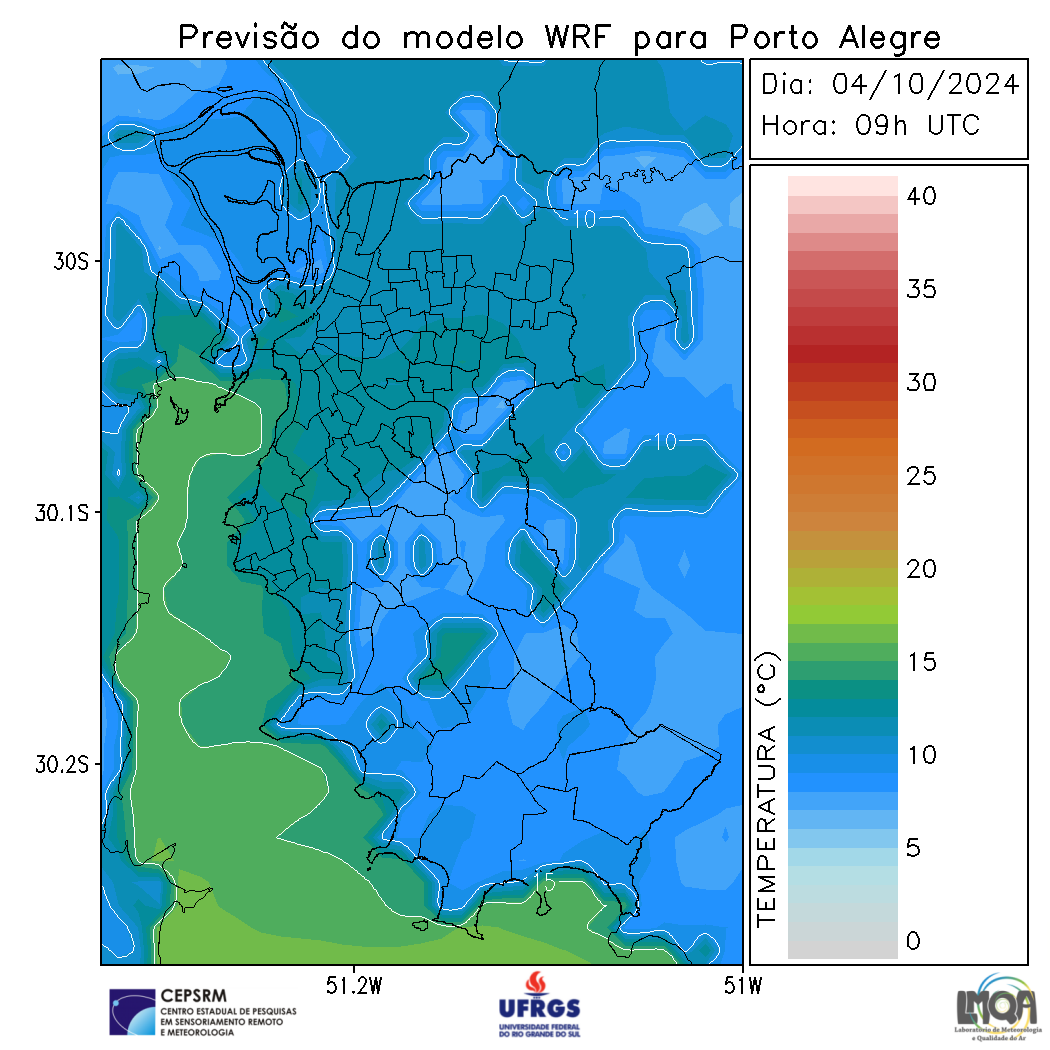 Previsão do modelo WRF para Porto Alegre
Dia: 04/10/2024
Hora: 09h UTC
40
35
30
25
20
15
10
5
0
TEMPERATURA (°C)
30S
30.1S
30.2S
51.2W
51W
10
10
15
CEPSRM
CENTRO ESTADUAL DE PESQUISAS
EM SENSORIAMENTO REMOTO
E METEOROLOGIA
UFRGS
UNIVERSIDADE FEDERAL
DO RIO GRANDE DO SUL
LMQA
Laboratório de Meteorologia
e Qualidade do Ar